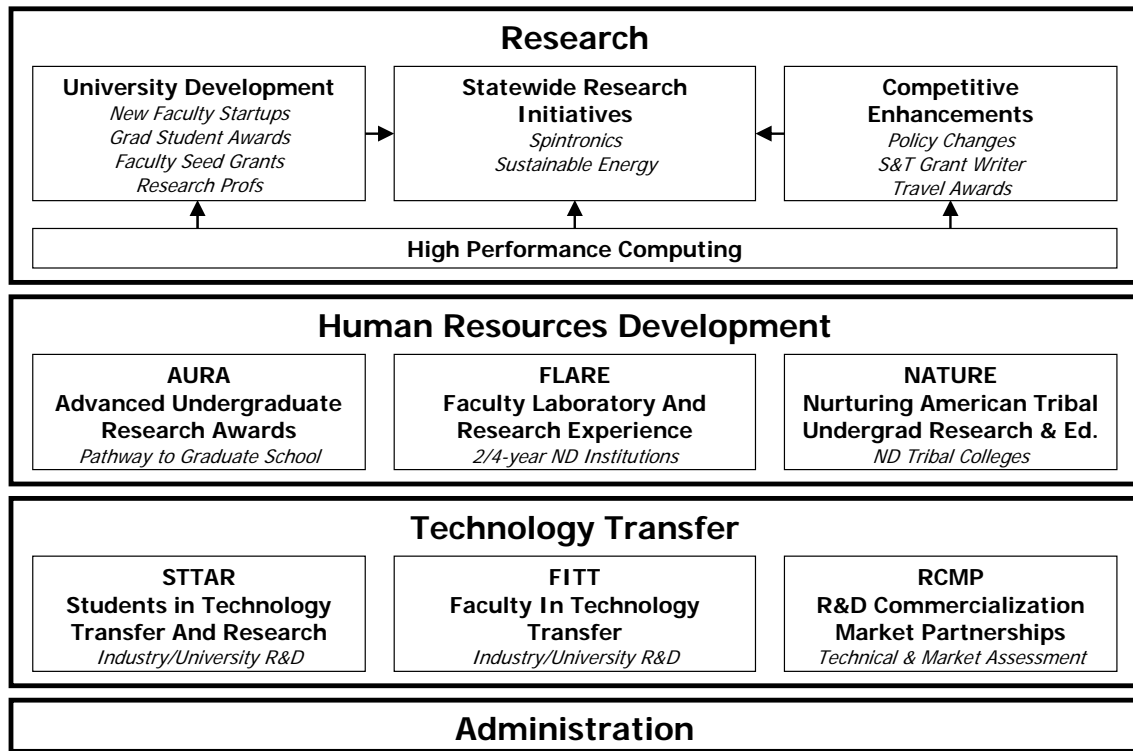 Research
University Development
New Faculty Startups
Grad Student Awards
Faculty Seed Grants
Research Profs
Statewide Research
Initiatives
Spintronics
Sustainable Energy
Competitive
Enhancements
Policy Changes
S&T Grant Writer
Travel Awards
High Performance Computing
Human Resources Development
AURA
Advanced Undergraduate
Research Awards
Pathway to Graduate School
FLARE
Faculty Laboratory And
Research Experience
2/4-year ND Institutions
NATURE
Nurturing American Tribal
Undergrad Research & Ed.
ND Tribal Colleges
Technology Transfer
STTAR
Students in Technology
Transfer And Research
Industry/University R&D
FITT
Faculty In Technology
Transfer
Industry/University R&D
RCMP
R&D Commercialization
Market Partnerships
Technical & Market Assessment
Administration